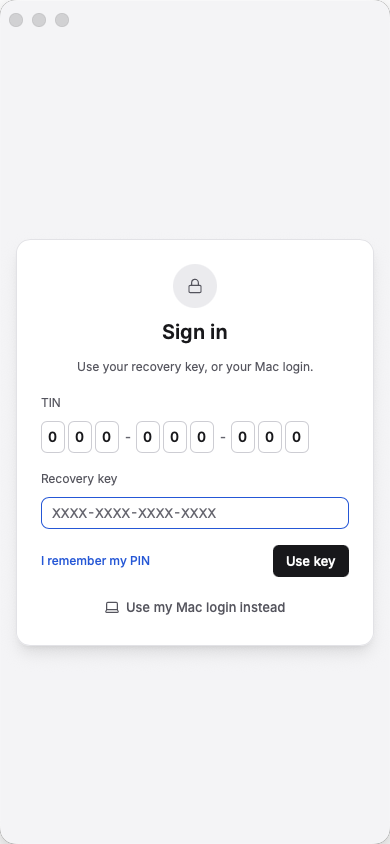 Sign in
Use your recovery key, or your Mac login.
TIN
0 0 0 - 0 0 0 - 0 0 0
Recovery key
XXXX-XXXX-XXXX-XXXX
I remember my PIN
Use key
Use my Mac login instead